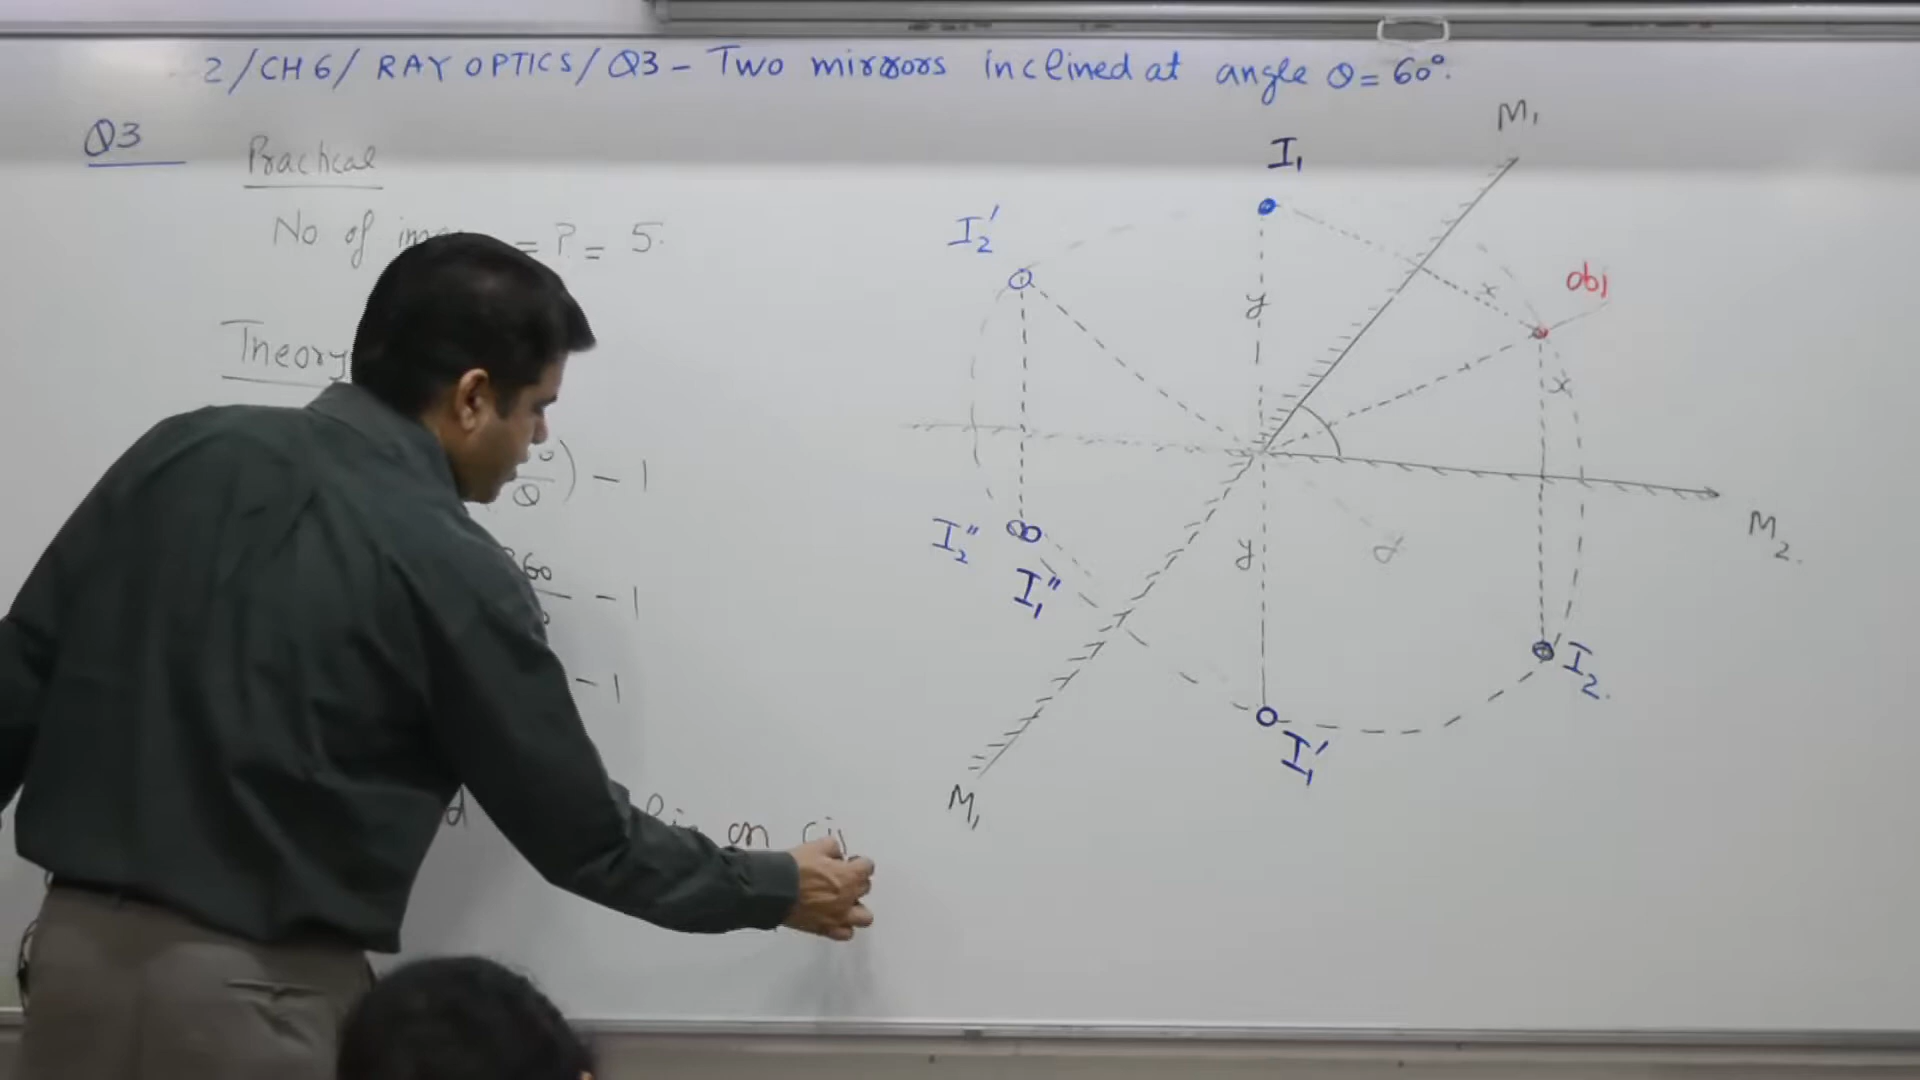 2/CH6/ RAY OPTICS/Q3 - Two mirrors inclined at angle θ = 60°.
Q3
Practical
No of = ? = 5.
Theory
θ ) - 1
60 - 1
- 1
on
M₁
I₁
I₂'
obj
x
y
x
I₂''
I₁''
y
M₂.
I₂.
I₁'
M₁